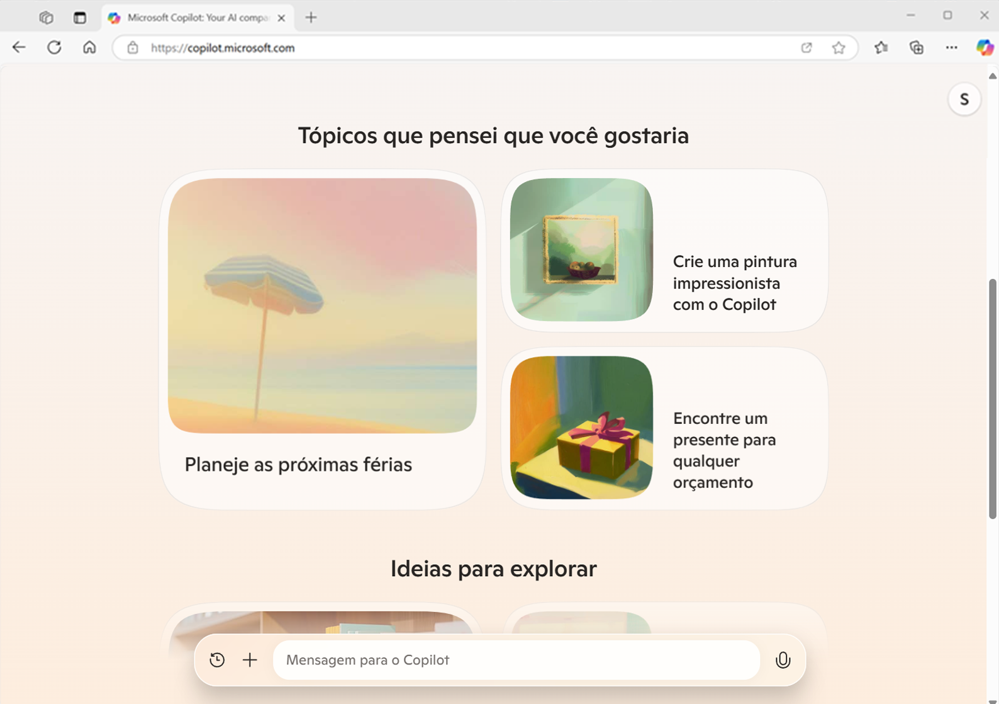 Microsoft Copilot: Your AI compa
https://copilot.microsoft.com
S
Tópicos que pensei que você gostaria
Planeje as próximas férias
Crie uma pintura
impressionista
com o Copilot
Encontre um
presente para
qualquer
orçamento
Ideias para explorar
Mensagem para o Copilot